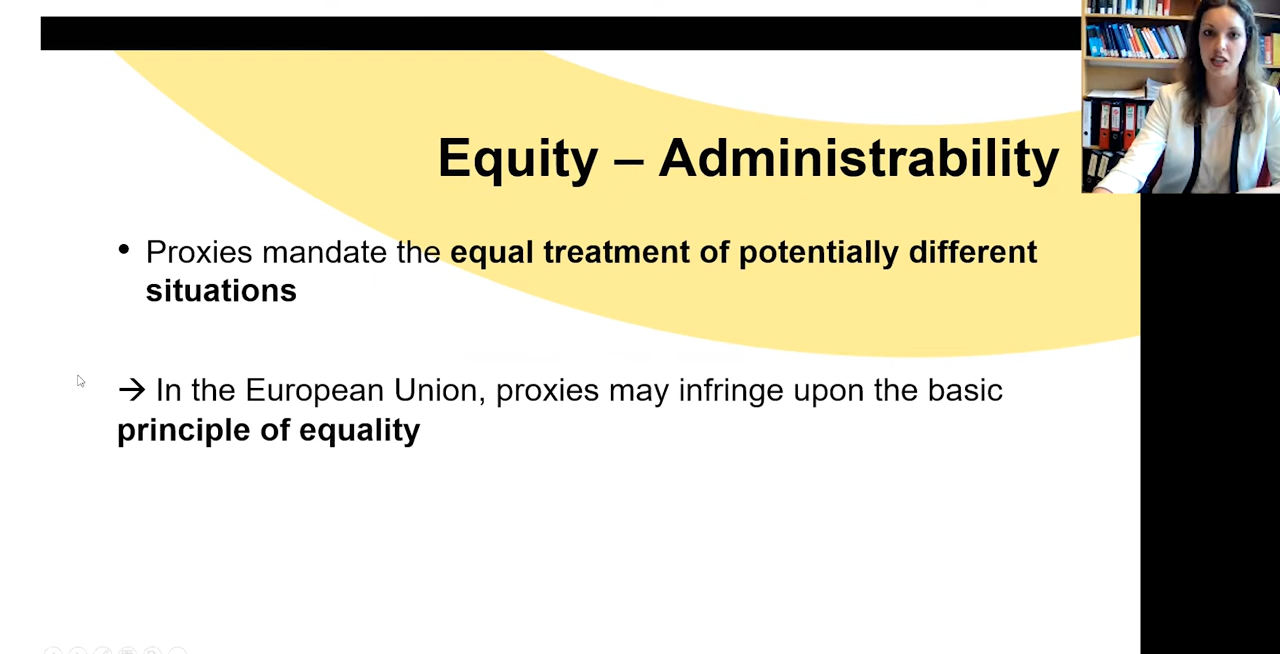 Equity – Administrability
• Proxies mandate the equal treatment of potentially different
situations
→ In the European Union, proxies may infringe upon the basic
principle of equality